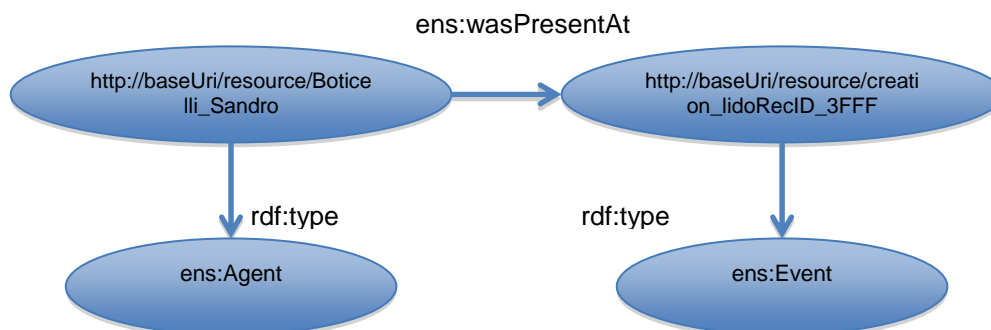 ens:wasPresentAt
http://baseUri/resource/Botice
lli_Sandro
http://baseUri/resource/creati
on_lidoRecID_3FFF
rdf:type
rdf:type
ens:Agent
ens:Event